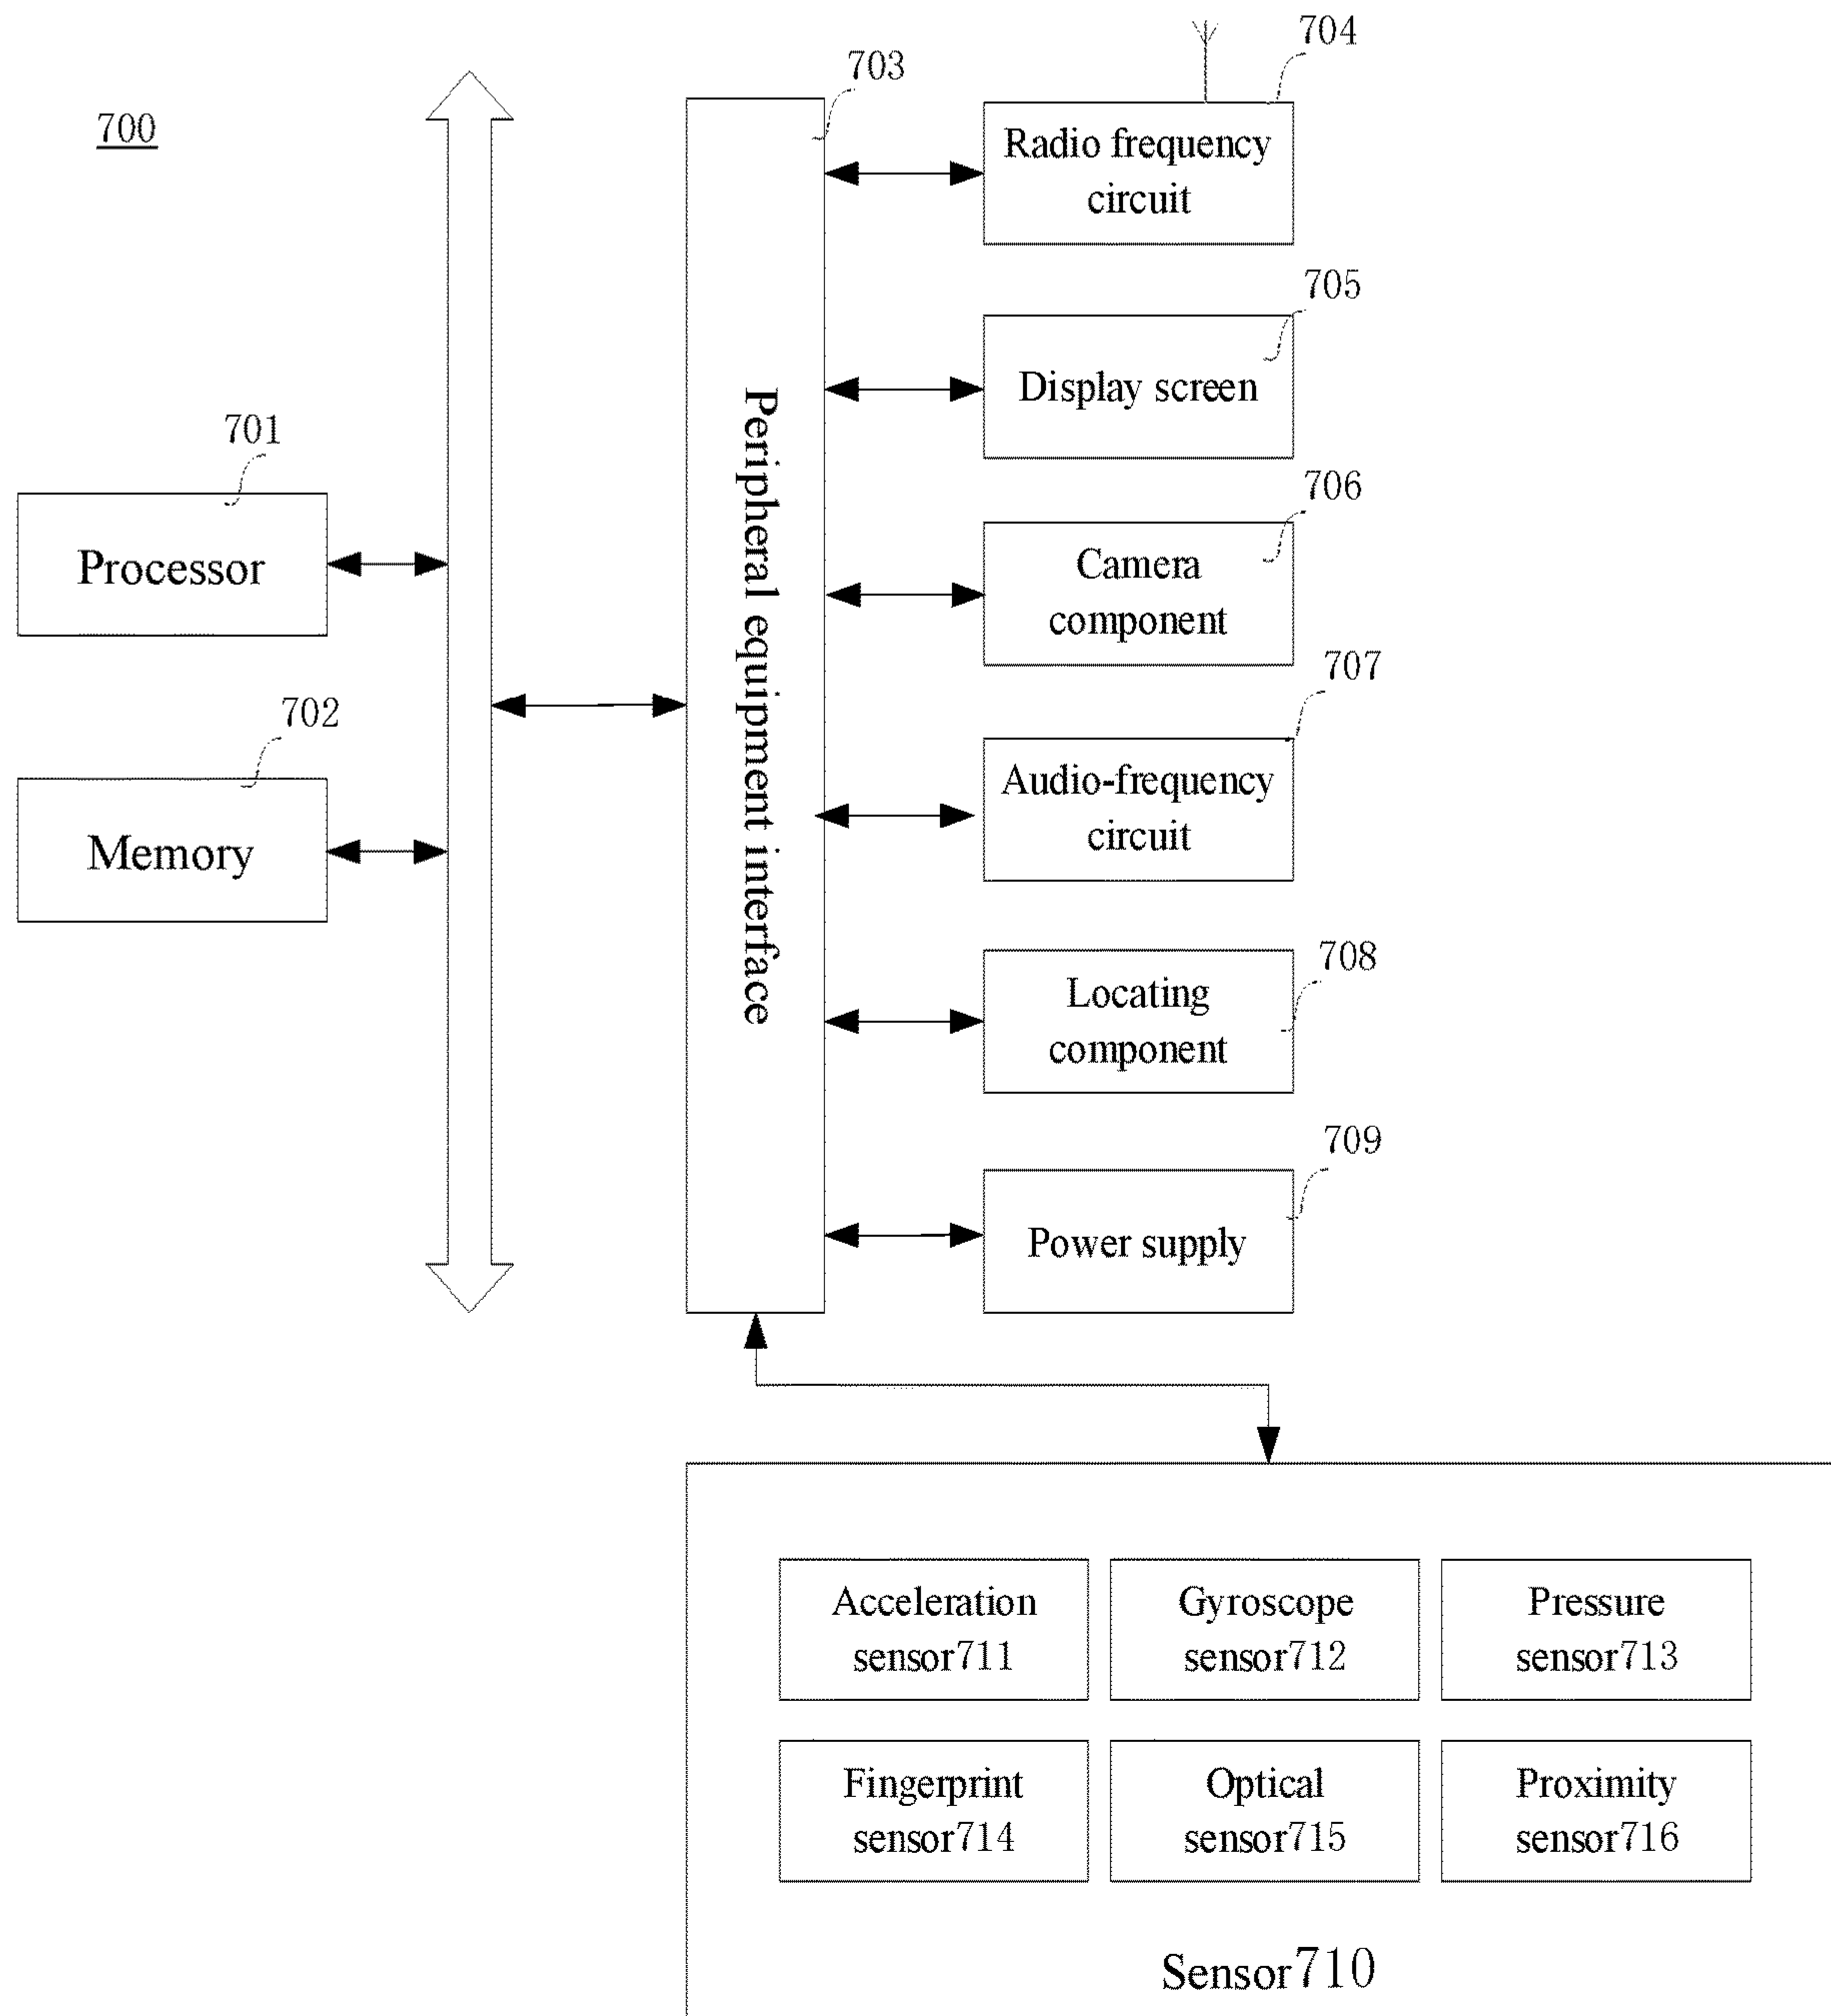 700
701
Processor
702
Memory
703
Peripheral equipment interface
704
Radio frequency
circuit
705
Display screen
706
Camera
component
707
Audio-frequency
circuit
708
Locating
component
709
Power supply
Acceleration
sensor711
Gyroscope
sensor712
Pressure
sensor713
Fingerprint
sensor714
Optical
sensor715
Proximity
sensor716
Sensor710